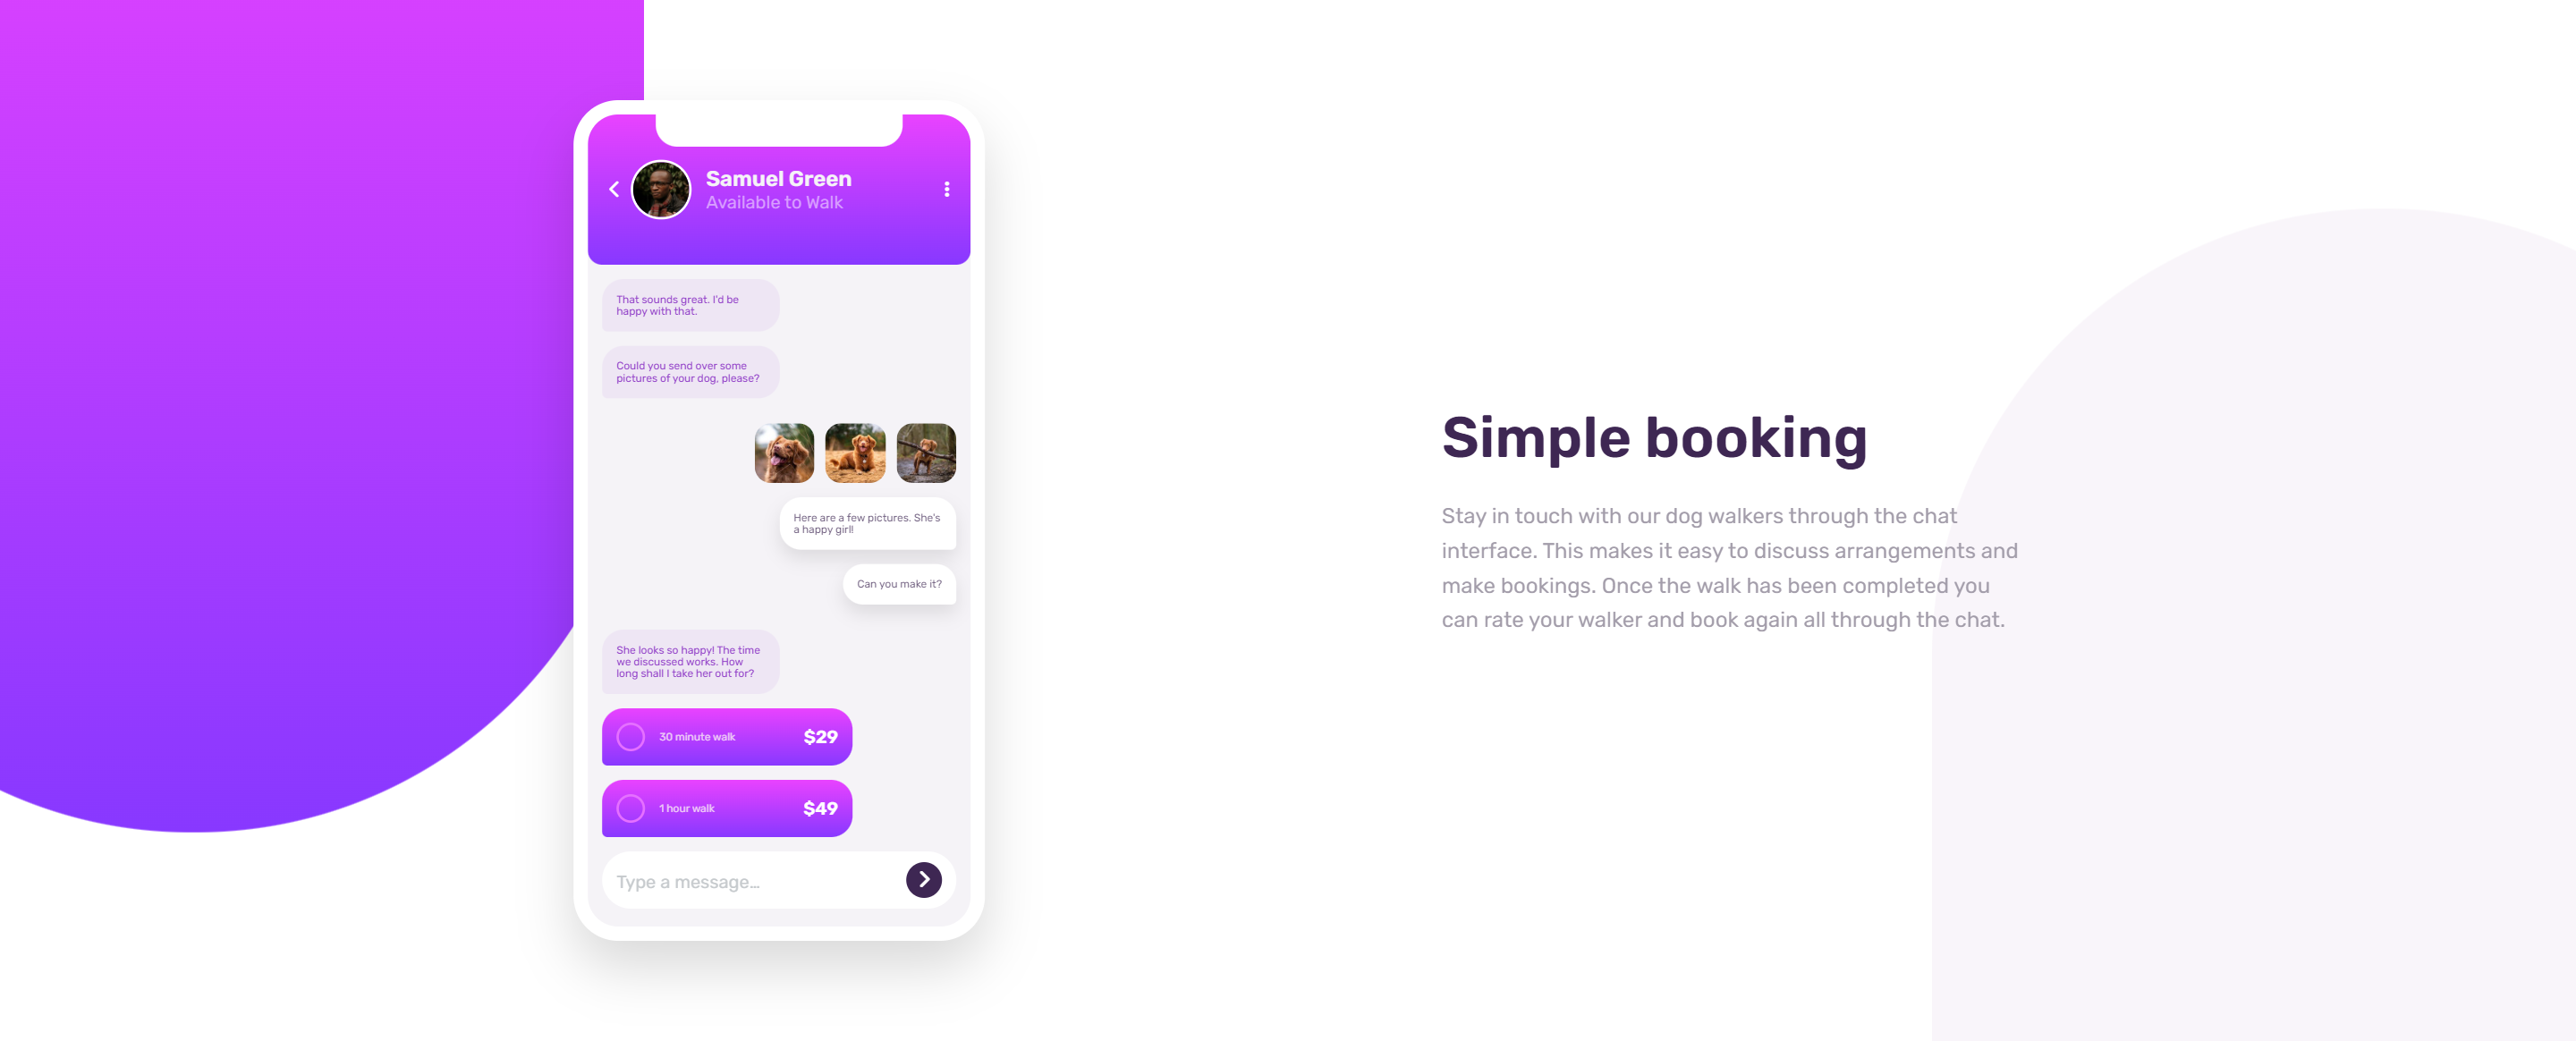 Samuel Green
Available to Walk
That sounds great. I'd be
happy with that.
Could you send over some
pictures of your dog, please?
Here are a few pictures. She's
a happy girl!
Can you make it?
She looks so happy! The time
we discussed works. How
long shall I take her out for?
30 minute walk $29
1 hour walk $49
Type a message…
Simple booking
Stay in touch with our dog walkers through the chat
interface. This makes it easy to discuss arrangements and
make bookings. Once the walk has been completed you
can rate your walker and book again all through the chat.